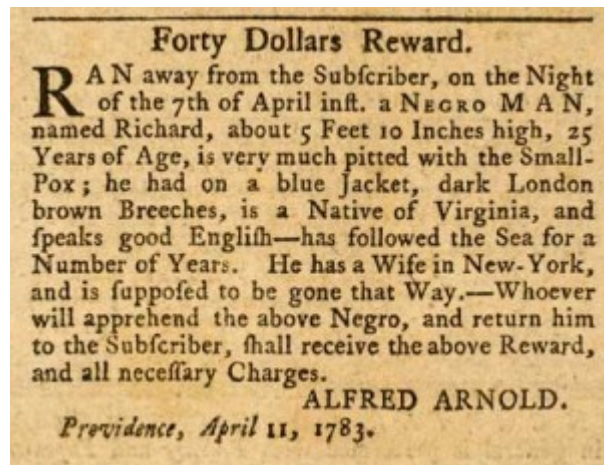 Forty Dollars Reward.
RAN away from the Subſcriber, on the Night
of the 7th of April inſt. a NEGRO MAN,
named Richard, about 5 Feet 10 Inches high, 25
Years of Age, is very much pitted with the Small-
Pox; he had on a blue Jacket, dark London
brown Breeches, is a Native of Virginia, and
ſpeaks good Engliſh—has followed the Sea for a
Number of Years. He has a Wife in New-York,
and is ſuppoſed to be gone that Way.—Whoever
will apprehend the above Negro, and return him
to the Subſcriber, ſhall receive the above Reward,
and all neceſſary Charges.
ALFRED ARNOLD.
Providence, April 11, 1783.